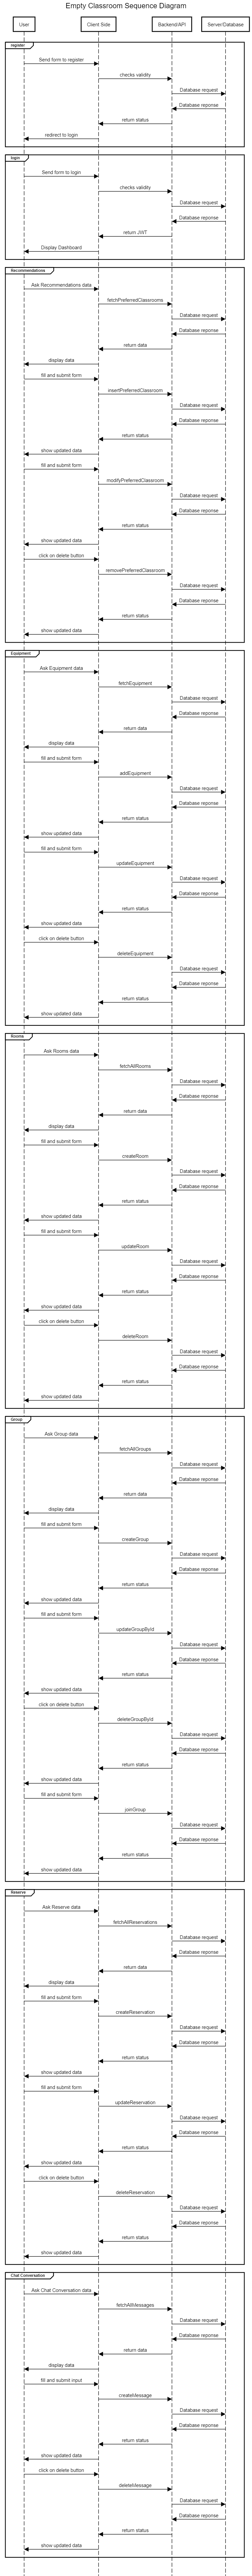 Empty Classroom Sequence Diagram
User
Client Side
Backend/API
Server/Database
register
Send form to register
checks validity
Database request
Database reponse
return status
redirect to login
login
Send form to login
checks validity
Database request
Database reponse
return JWT
Display Dashboard
Recommendations
Ask Recommendations data
fetchPreferredClassrooms
Database request
Database reponse
return data
display data
fill and submit form
insertPreferredClassroom
Database request
Database reponse
return status
show updated data
fill and submit form
modifyPreferredClassroom
Database request
Database reponse
return status
show updated data
click on delete button
removePreferredClassroom
Database request
Database reponse
return status
show updated data
Equipment
Ask Equipment data
fetchEquipment
Database request
Database reponse
return data
display data
fill and submit form
addEquipment
Database request
Database reponse
return status
show updated data
fill and submit form
updateEquipment
Database request
Database reponse
return status
show updated data
click on delete button
deleteEquipment
Database request
Database reponse
return status
show updated data
Rooms
Ask Rooms data
fetchAllRooms
Database request
Database reponse
return data
display data
fill and submit form
createRoom
Database request
Database reponse
return status
show updated data
fill and submit form
updateRoom
Database request
Database reponse
return status
show updated data
click on delete button
deleteRoom
Database request
Database reponse
return status
show updated data
Group
Ask Group data
fetchAllGroups
Database request
Database reponse
return data
display data
fill and submit form
createGroup
Database request
Database reponse
return status
show updated data
fill and submit form
updateGroupById
Database request
Database reponse
return status
show updated data
click on delete button
deleteGroupById
Database request
Database reponse
return status
show updated data
fill and submit form
joinGroup
Database request
Database reponse
return status
show updated data
Reserve
Ask Reserve data
fetchAllReservations
Database request
Database reponse
return data
display data
fill and submit form
createReservation
Database request
Database reponse
return status
show updated data
fill and submit form
updateReservation
Database request
Database reponse
return status
show updated data
click on delete button
deleteReservation
Database request
Database reponse
return status
show updated data
Chat Conversation
Ask Chat Conversation data
fetchAllMessages
Database request
Database reponse
return data
display data
fill and submit input
createMessage
Database request
Database reponse
return status
show updated data
click on delete button
deleteMessage
Database request
Database reponse
return status
show updated data